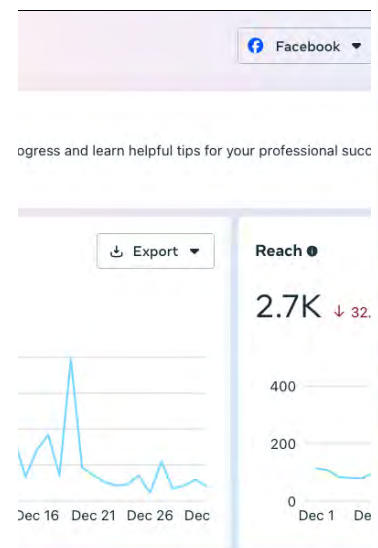 Facebook
ogress and learn helpful tips for your professional succ
Export
Reach
2.7K ↓ 32.
400
200
0
Dec 16 Dec 21 Dec 26 Dec
Dec 1 De